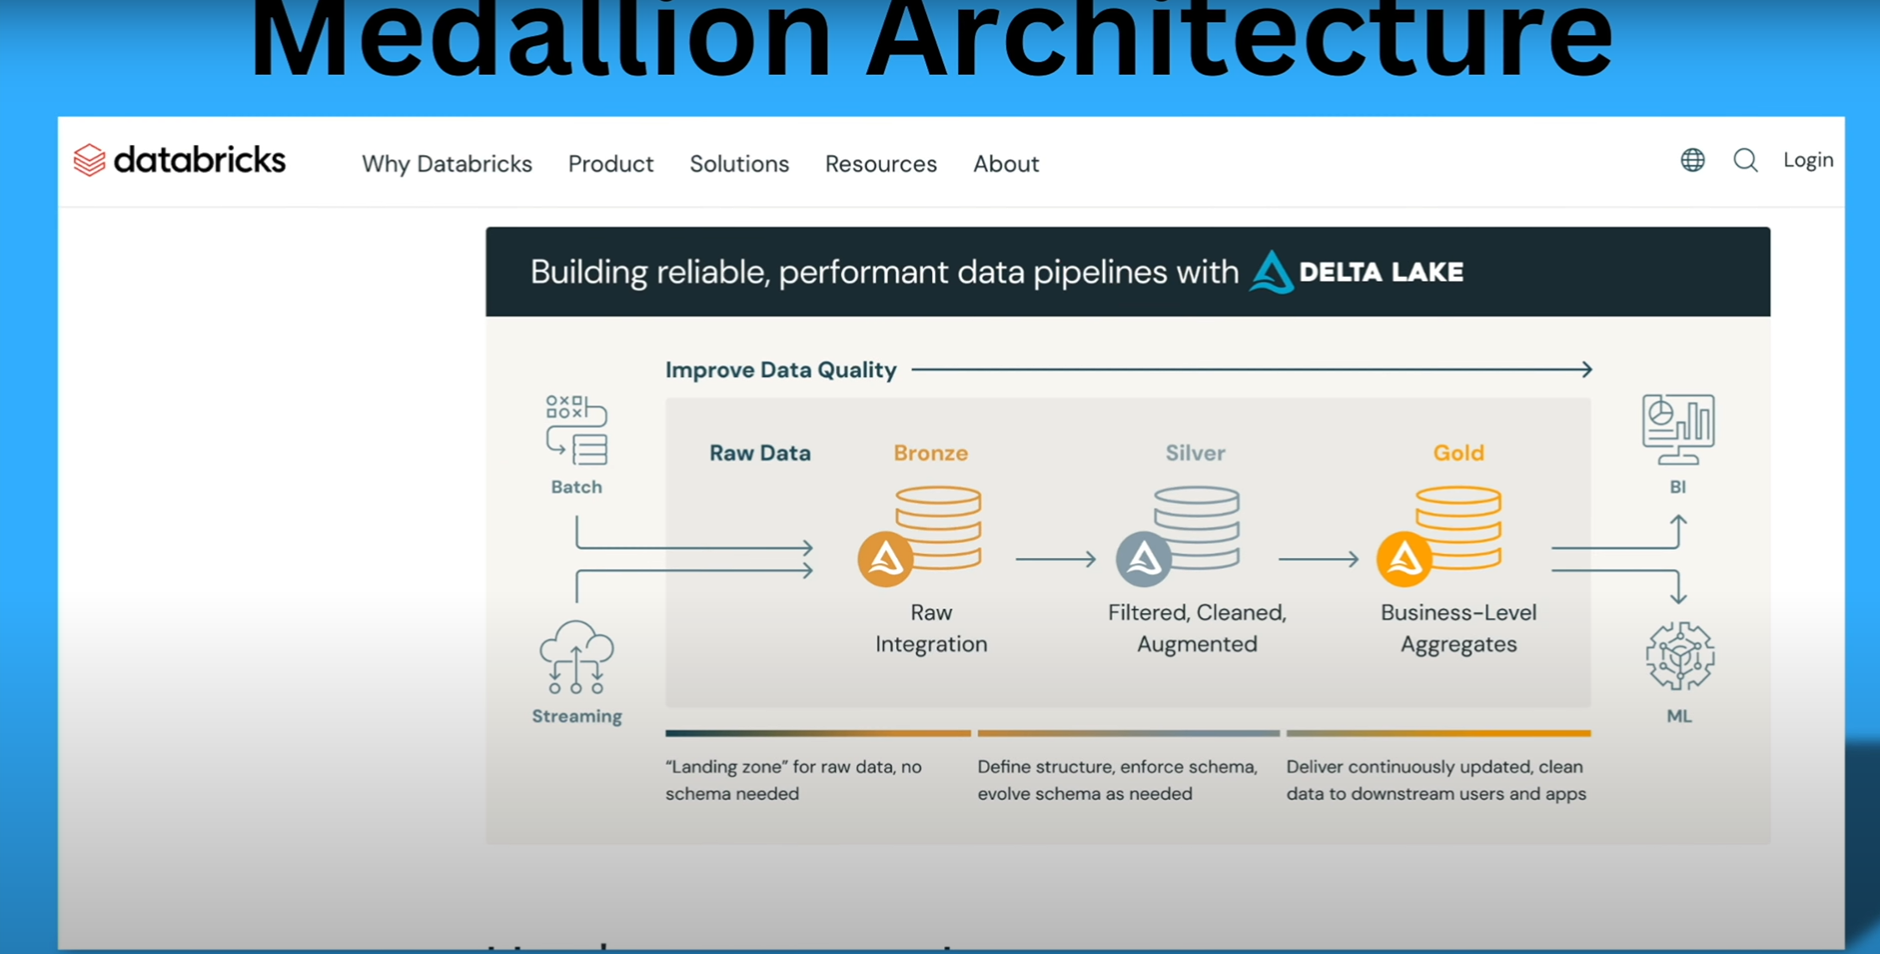 Medallion Architecture
databricks
Why Databricks Product Solutions Resources About
Login
Building reliable, performant data pipelines with DELTA LAKE
Improve Data Quality
Batch
Streaming
Raw Data
Bronze
Silver
Gold
Raw
Integration
Filtered, Cleaned,
Augmented
Business-Level
Aggregates
BI
ML
“Landing zone” for raw data, no
schema needed
Define structure, enforce schema,
evolve schema as needed
Deliver continuously updated, clean
data to downstream users and apps